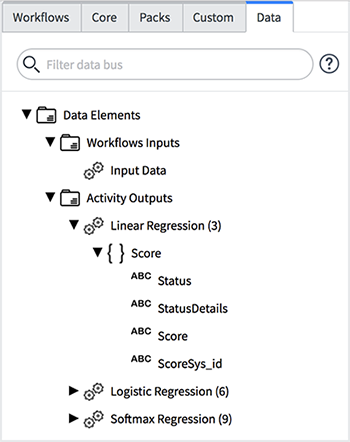 Workflows Core Packs Custom Data
Filter data bus ?
Data Elements
Workflows Inputs
Input Data
Activity Outputs
Linear Regression (3)
{ } Score
ABC Status
ABC StatusDetails
ABC Score
ABC ScoreSys_id
Logistic Regression (6)
Softmax Regression (9)